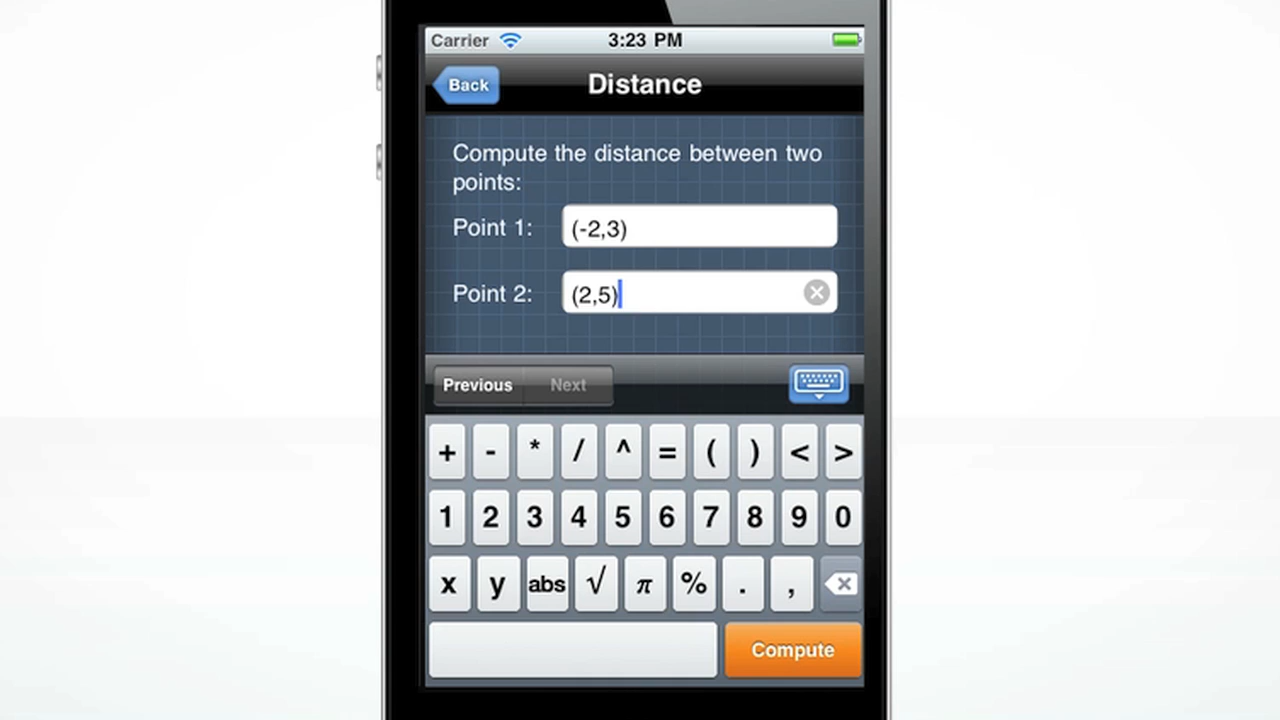 Carrier 3:23 PM
Back Distance
Compute the distance between two
points:
Point 1: (-2,3)
Point 2: (2,5)
Previous Next
+ - * / ^ = ( ) < >
1 2 3 4 5 6 7 8 9 0
x y abs √ π % . ,
Compute